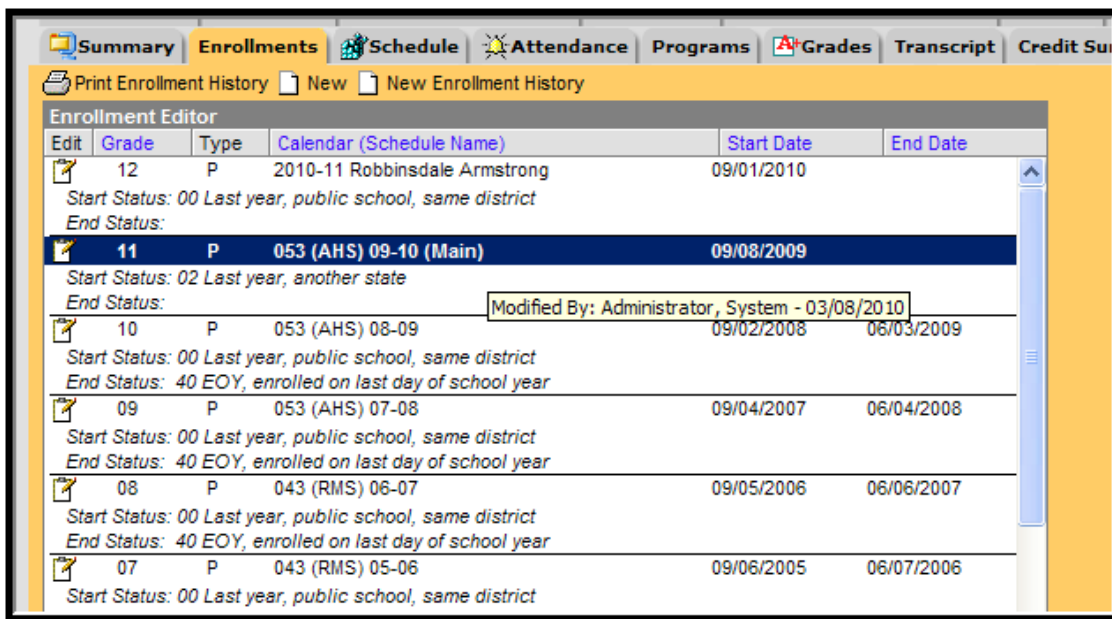 Summary Enrollments Schedule Attendance Programs A+ Grades Transcript Credit Su
Print Enrollment History New New Enrollment History
Enrollment Editor
Edit Grade Type Calendar (Schedule Name) Start Date End Date
12 P 2010-11 Robbinsdale Armstrong 09/01/2010
Start Status: 00 Last year, public school, same district
End Status:
11 P 053 (AHS) 09-10 (Main) 09/08/2009
Start Status: 02 Last year, another state
End Status:
Modified By: Administrator, System - 03/08/2010
10 P 053 (AHS) 08-09 09/02/2008 06/03/2009
Start Status: 00 Last year, public school, same district
End Status: 40 EOY, enrolled on last day of school year
09 P 053 (AHS) 07-08 09/04/2007 06/04/2008
Start Status: 00 Last year, public school, same district
End Status: 40 EOY, enrolled on last day of school year
08 P 043 (RMS) 06-07 09/05/2006 06/06/2007
Start Status: 00 Last year, public school, same district
End Status: 40 EOY, enrolled on last day of school year
07 P 043 (RMS) 05-06 09/06/2005 06/07/2006
Start Status: 00 Last year, public school, same district